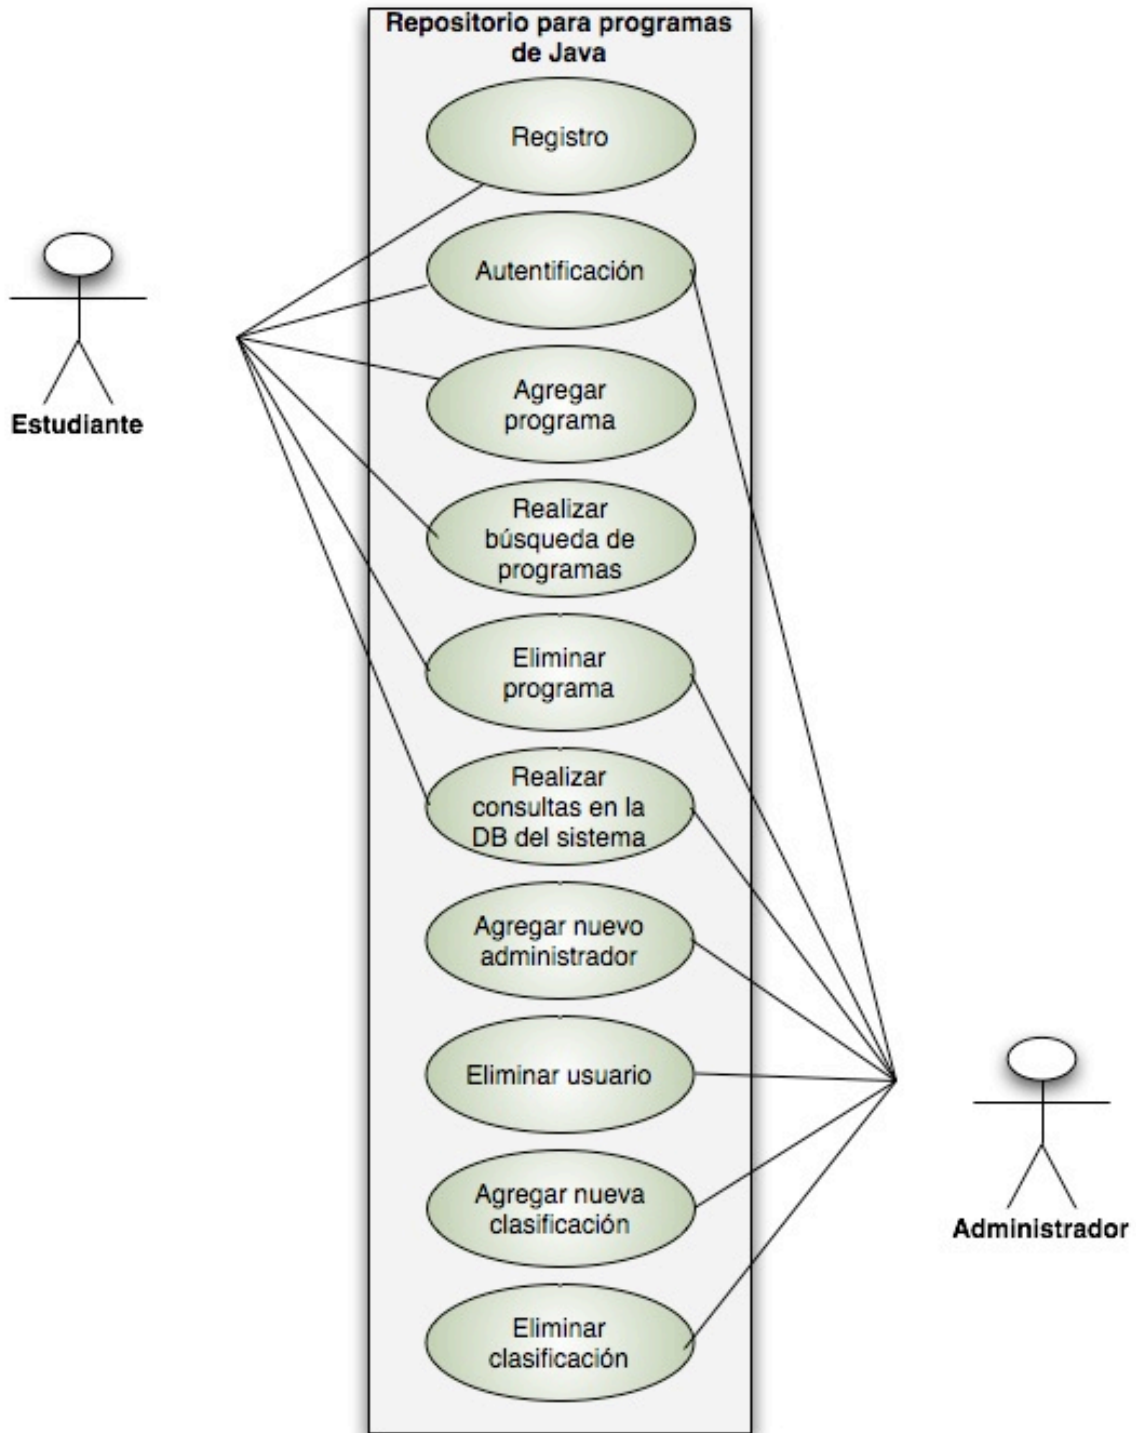 Repositorio para programas
de Java
Registro
Autentificación
Agregar
programa
Realizar
búsqueda de
programas
Eliminar
programa
Realizar
consultas en la
DB del sistema
Agregar nuevo
administrador
Eliminar usuario
Agregar nueva
clasificación
Eliminar
clasificación
Estudiante
Administrador